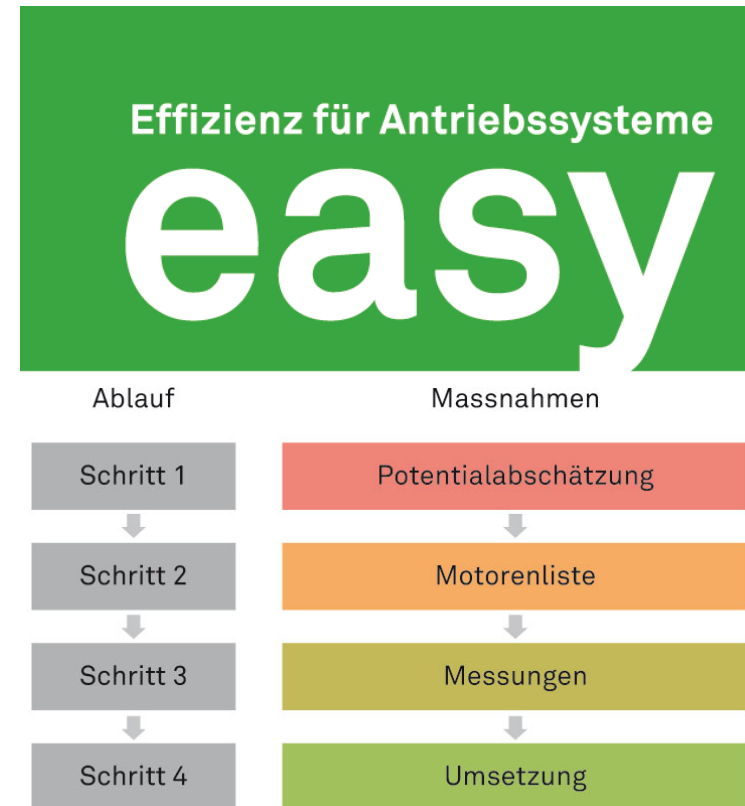 Effizienz für Antriebssysteme
easy
Ablauf Massnahmen
Schritt 1 Potentialabschätzung
Schritt 2 Motorenliste
Schritt 3 Messungen
Schritt 4 Umsetzung